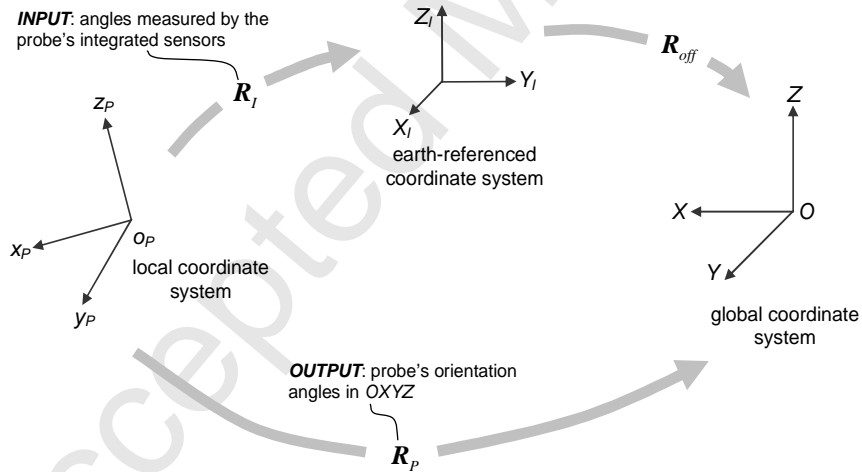 INPUT: angles measured by the
probe's integrated sensors
R_I
Z_I
Y_I
X_I
earth-referenced
coordinate system
R_off
Z
X
O
Y
global coordinate
system
z_P
x_P
o_P
y_P
local coordinate
system
OUTPUT: probe's orientation
angles in OXYZ
R_P
ccepted M